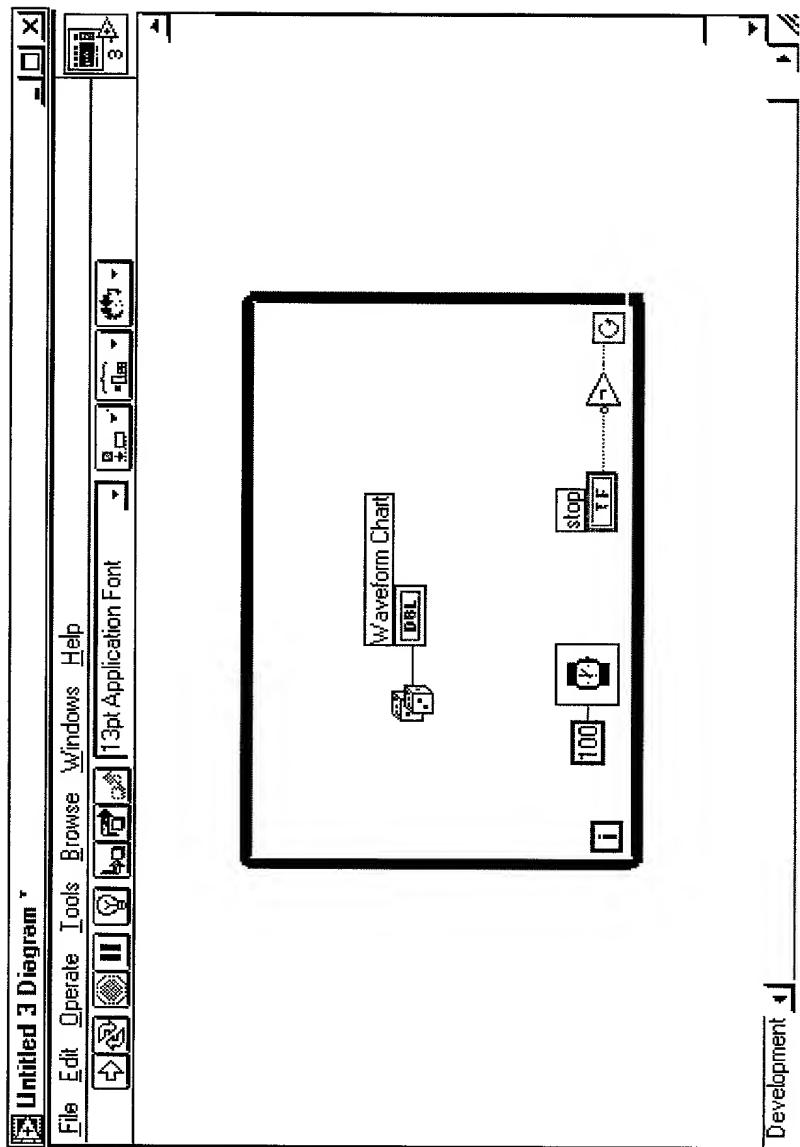 Untitled 3 Diagram *
File Edit Operate Tools Browse Windows Help
13pt Application Font
3
Waveform Chart
DBL
100
stop
TF
i
Development